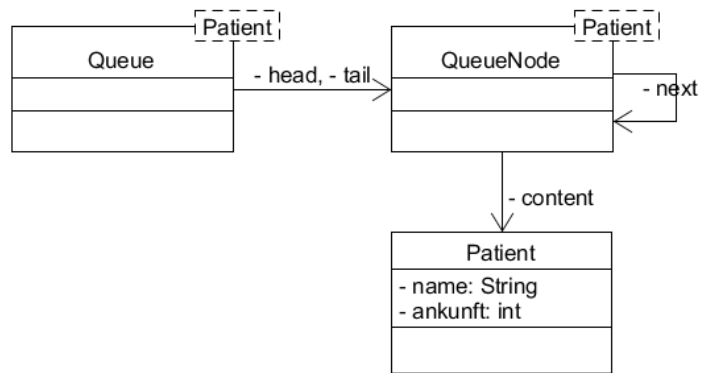 Patient
Queue
- head, - tail
Patient
QueueNode
- next
- content
Patient
- name: String
- ankunft: int